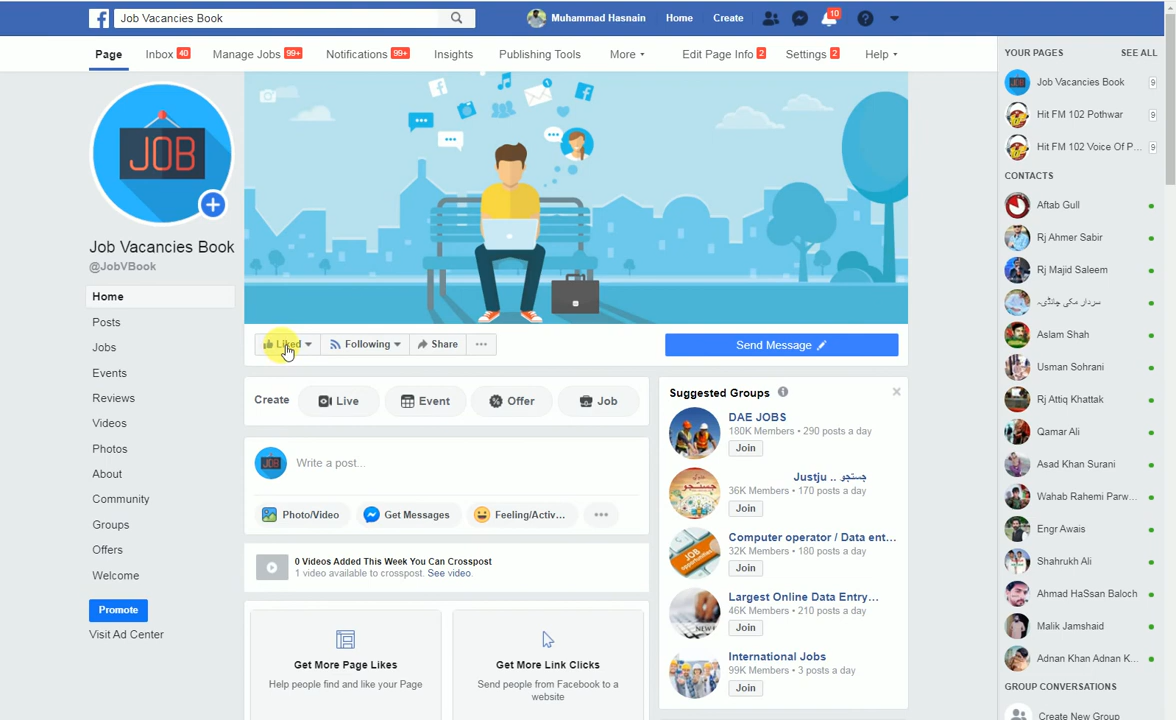 Job Vacancies Book
Muhammad Hasnain Home Create 10
Page Inbox 40 Manage Jobs 99+ Notifications 99+ Insights Publishing Tools More Edit Page Info 2 Settings 2 Help
JOB
Job Vacancies Book
@JobVBook
Home
Posts
Jobs
Events
Reviews
Videos
Photos
About
Community
Groups
Offers
Welcome
Promote
Visit Ad Center
Liked Following Share ...
Send Message
Create Live Event Offer Job
JOB
Write a post...
Photo/Video Get Messages Feeling/Activ... ...
0 Videos Added This Week You Can Crosspost
1 video available to crosspost. See video.
Get More Page Likes
Help people find and like your Page
Get More Link Clicks
Send people from Facebook to a
website
Suggested Groups
DAE JOBS
180K Members • 290 posts a day
Join
Justju .. جستجو
36K Members • 170 posts a day
Join
Computer operator / Data ent...
32K Members • 180 posts a day
Join
Largest Online Data Entry...
46K Members • 210 posts a day
Join
International Jobs
99K Members • 3 posts a day
Join
YOUR PAGES SEE ALL
Job Vacancies Book 9
Hit FM 102 Pothwar 9
Hit FM 102 Voice Of P... 9
CONTACTS
Aftab Gull
Rj Ahmer Sabir
Rj Majid Saleem
سردار مکی چانڈیہ
Aslam Shah
Usman Sohrani
Rj Attiq Khattak
Qamar Ali
Asad Khan Surani
Wahab Rahemi Parw...
Engr Awais
Shahrukh Ali
Ahmad HaSsan Baloch
Malik Jamshaid
Adnan Khan Adnan K...
GROUP CONVERSATIONS
Create New Group